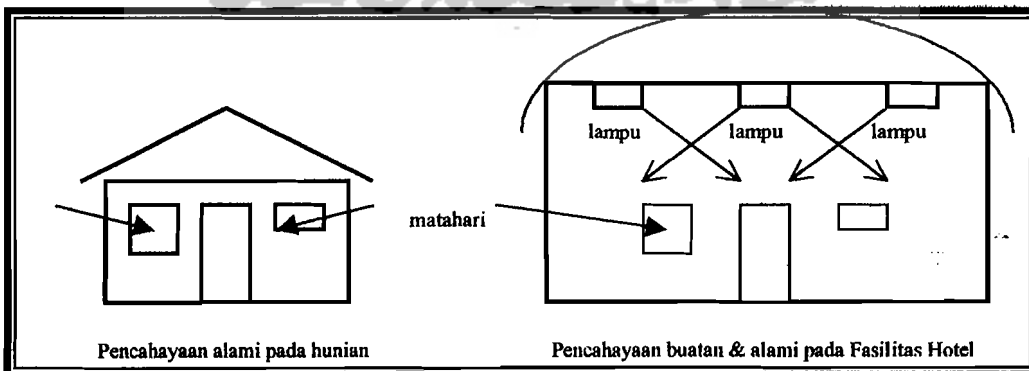 lampu lampu lampu
matahari
Pencahayaan alami pada hunian
Pencahayaan buatan & alami pada Fasilitas Hotel